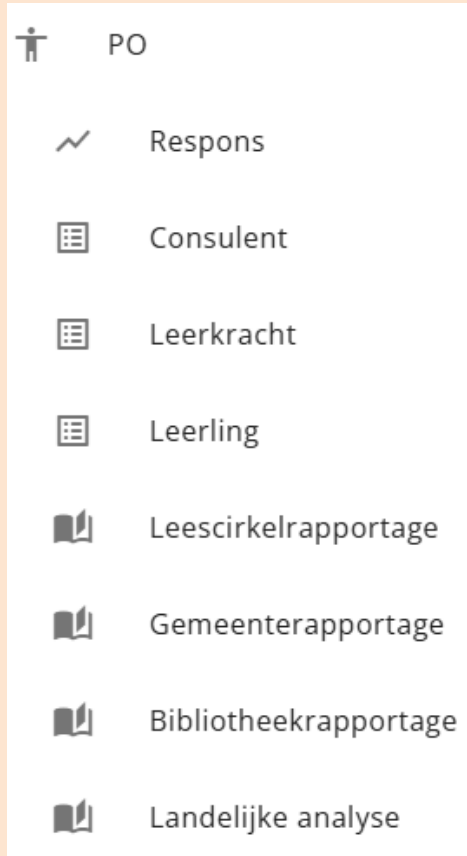 PO
Respons
Consulent
Leerkracht
Leerling
Leescirkelrapportage
Gemeenterapportage
Bibliotheekrapportage
Landelijke analyse